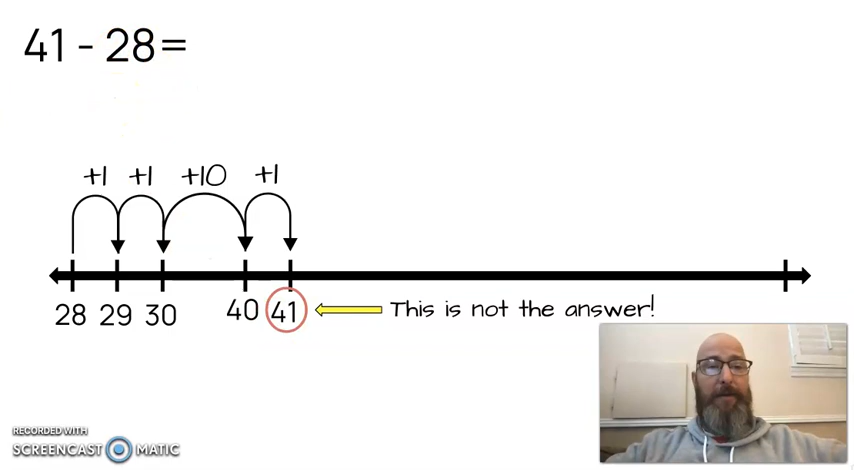 41 - 28 =
+1 +1 +10 +1
28 29 30 40 41
This is not the answer!
RECORDED WITH
SCREENCAST MATIC